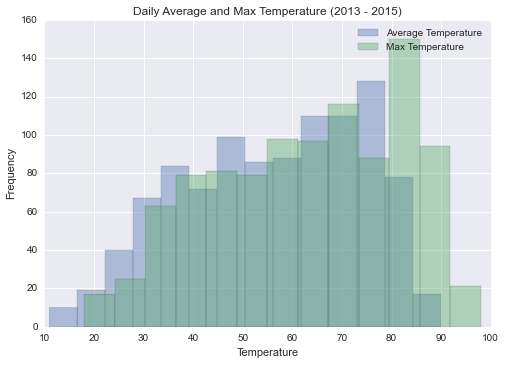 Daily Average and Max Temperature (2013 - 2015)
160
140
120
100
80
60
40
20
0
Frequency
Average Temperature
Max Temperature
10 20 30 40 50 60 70 80 90 100
Temperature